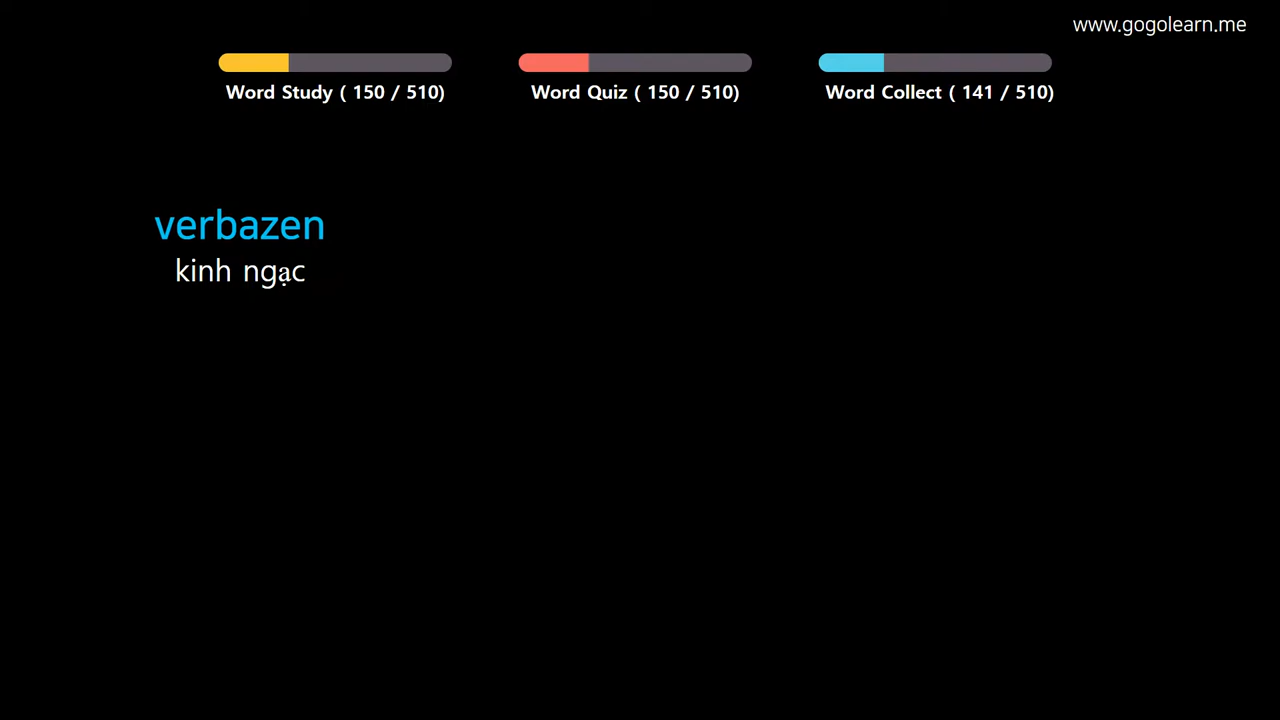 www.gogolearn.me
Word Study ( 150 / 510)
Word Quiz ( 150 / 510)
Word Collect ( 141 / 510)
verbazen
kinh ngạc